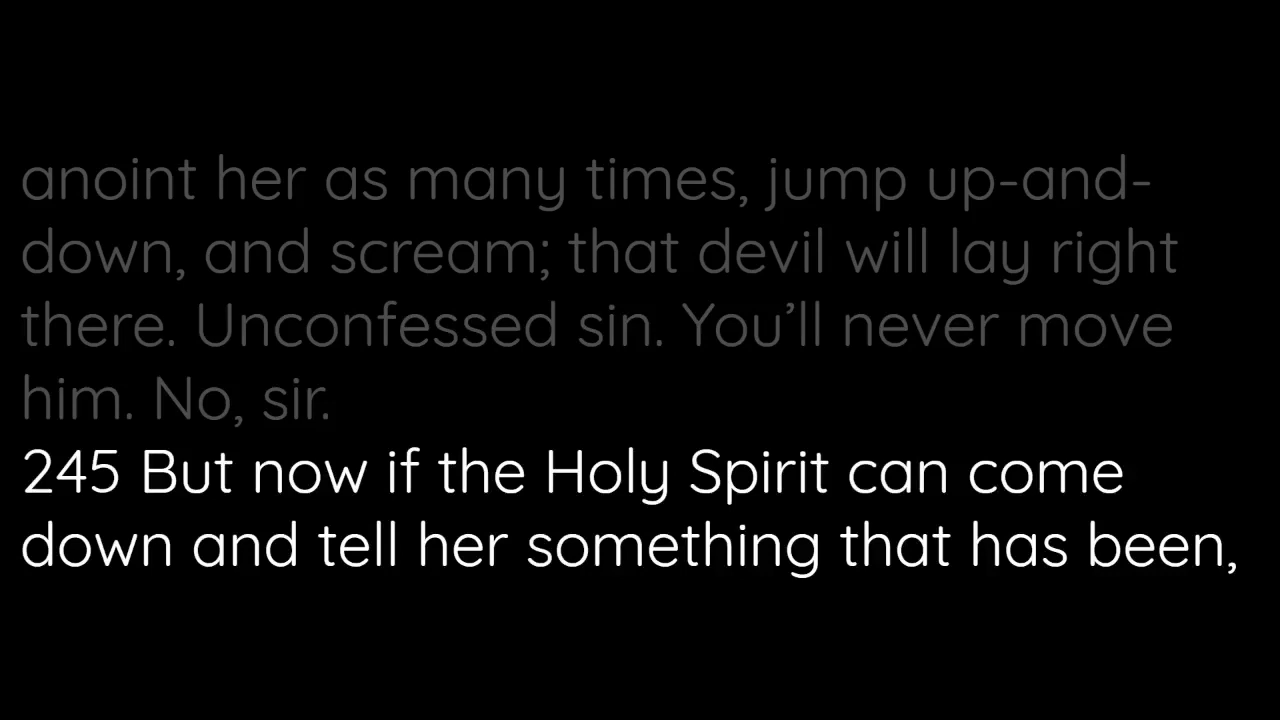 anoint her as many times, jump up-and-
down, and scream; that devil will lay right
there. Unconfessed sin. You’ll never move
him. No, sir.
245 But now if the Holy Spirit can come
down and tell her something that has been,